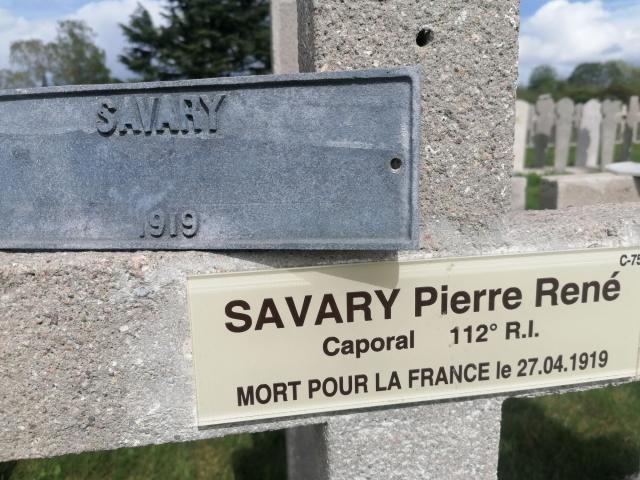 SAVARY
1919
C-75
SAVARY Pierre René
Caporal 112° R.I.
MORT POUR LA FRANCE le 27.04.1919